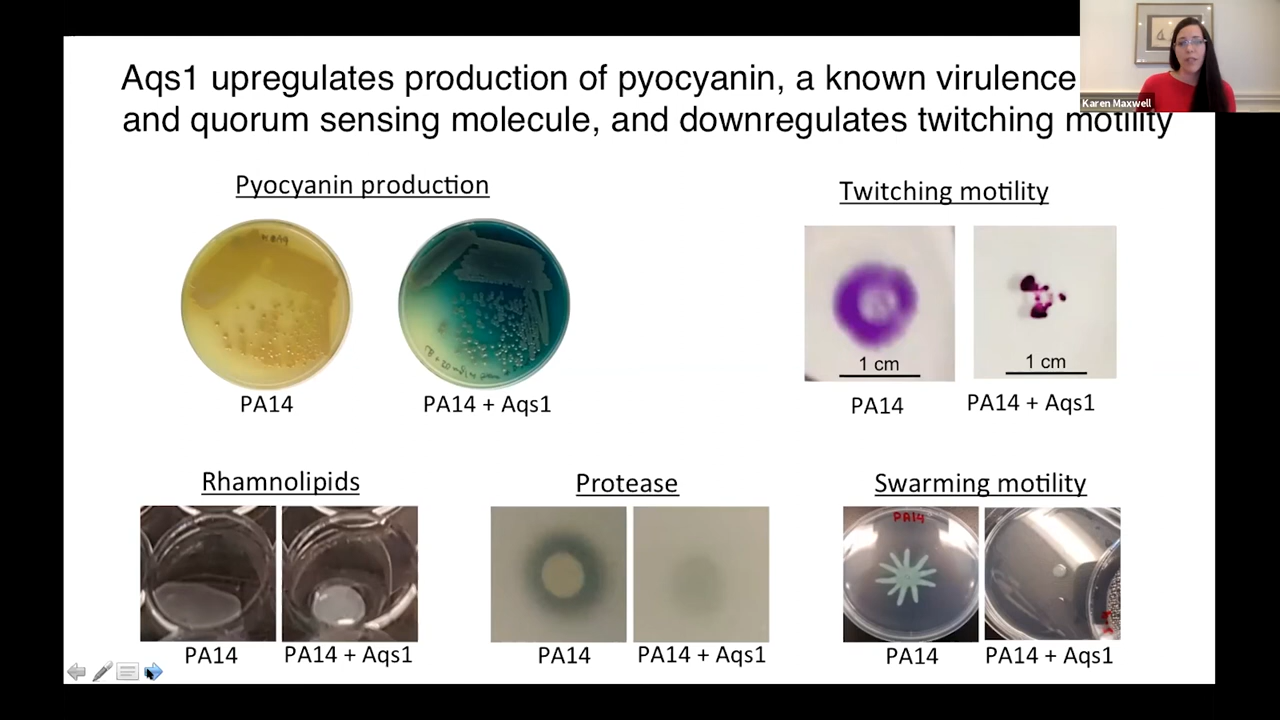 Aqs1 upregulates production of pyocyanin, a known virulence
and quorum sensing molecule, and downregulates twitching motility
Karen Maxwell
Pyocyanin production
Twitching motility
PA14
1 cm
1 cm
PA14
PA14 + Aqs1
PA14
PA14 + Aqs1
Rhamnolipids
Protease
Swarming motility
PA14
PA14
PA14 + Aqs1
PA14
PA14 + Aqs1
PA14
PA14 + Aqs1